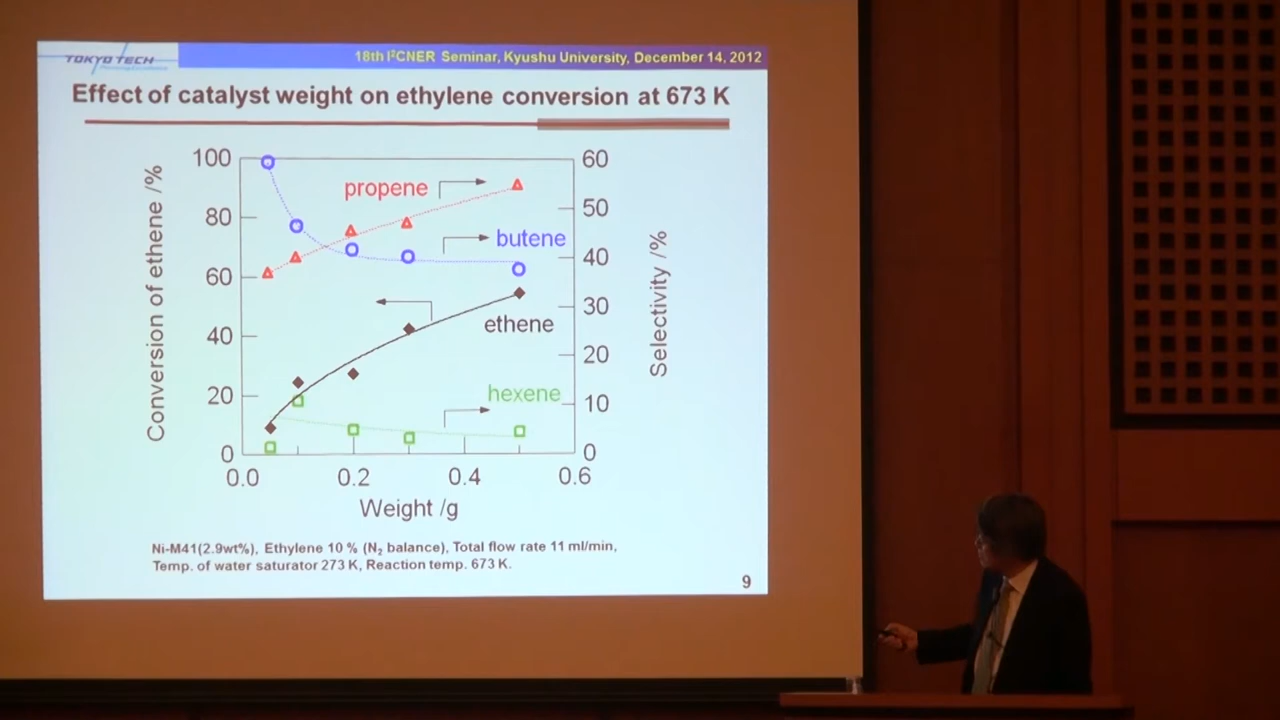 TOKYO TECH
18th I²CNER Seminar, Kyushu University, December 14, 2012
Effect of catalyst weight on ethylene conversion at 673 K
100
80
60
40
20
0
Conversion of ethene /%
60
50
40
30
20
10
0
Selectivity /%
propene
butene
ethene
hexene
0.0
0.2
0.4
0.6
Weight /g
Ni-M41(2.9wt%), Ethylene 10 % (N₂ balance), Total flow rate 11 ml/min,
Temp. of water saturator 273 K, Reaction temp. 673 K.
9